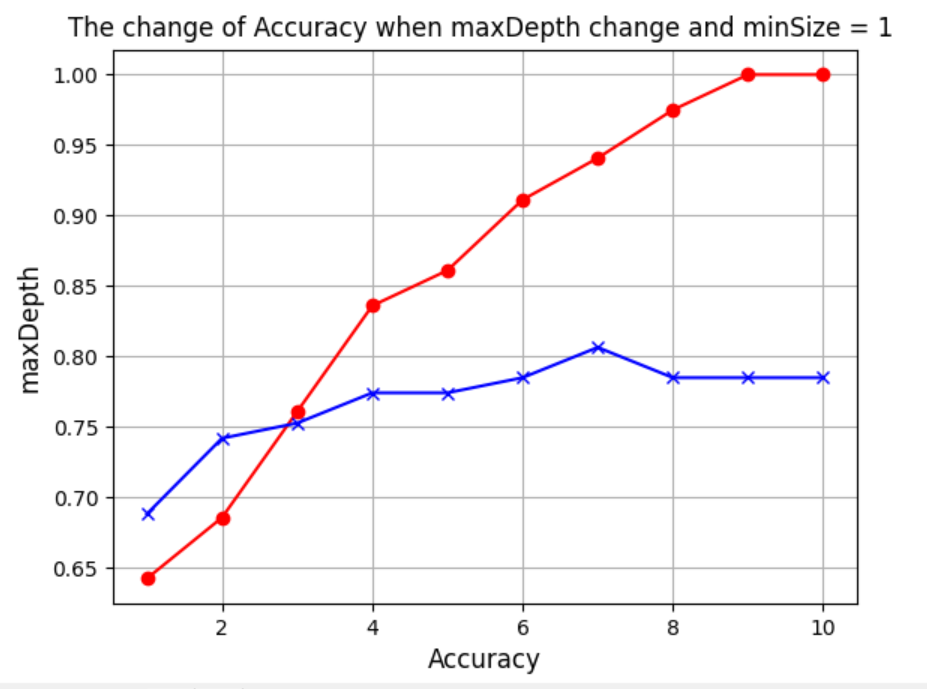 The change of Accuracy when maxDepth change and minSize = 1
1.00
0.95
0.90
0.85
0.80
0.75
0.70
0.65
maxDepth
2 4 6 8 10
Accuracy